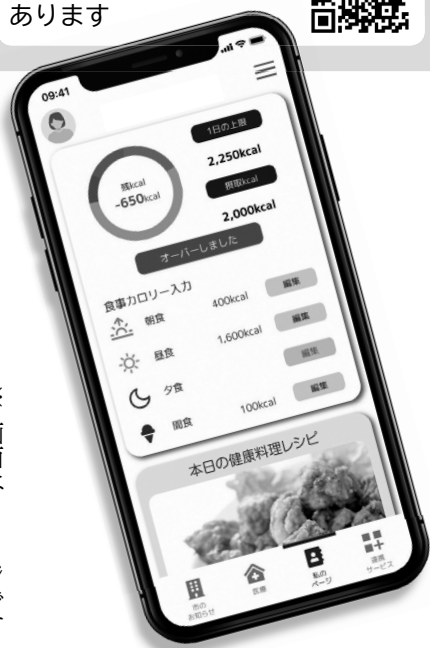 あります
09:41
1日の上限
2,250kcal
残kcal
-650kcal
摂取kcal
2,000kcal
オーバーしました
食事カロリー入力
朝食 400kcal 編集
昼食 1,600kcal 編集
夕食 編集
間食 100kcal 編集
本日の健康料理レシピ
市の
お知らせ
医療
私の
ページ
連携
サービス